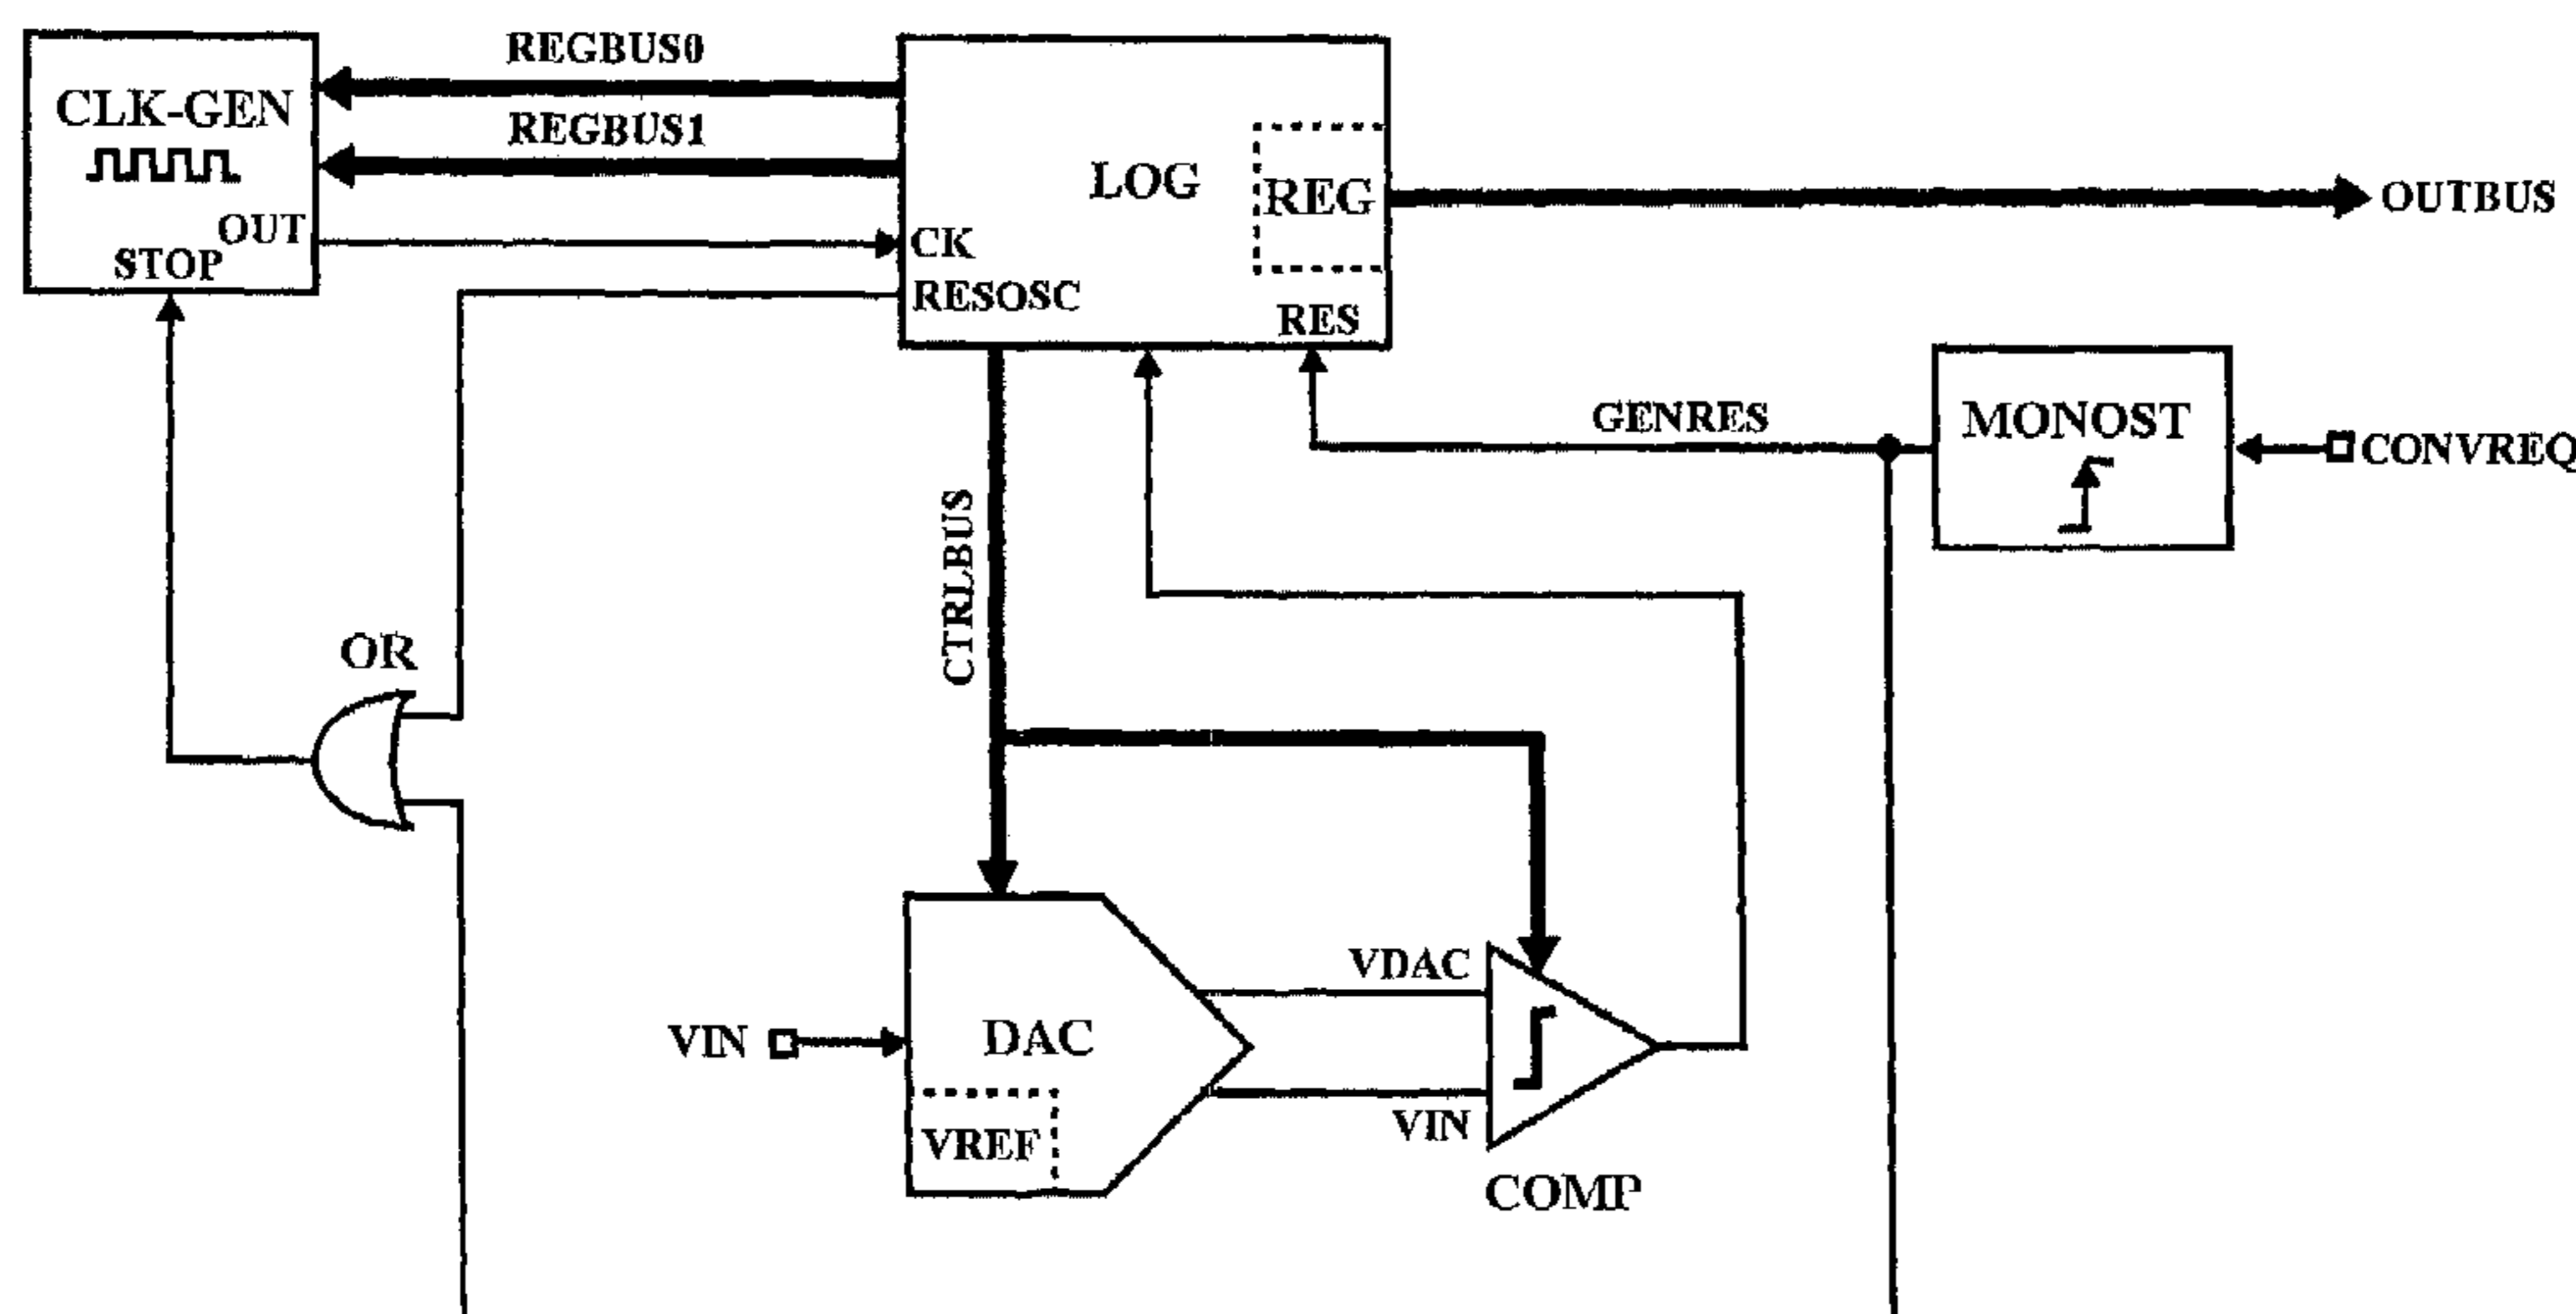 REGBUS0
CLK-GEN
REGBUS1
LOG
REG
OUTBUS
OUT
CK
STOP
RESOSC
RES
GENRES
MONOST
CONVREQ
CTRLBUS
OR
VDAC
VIN
DAC
VREF
VIN
COMP